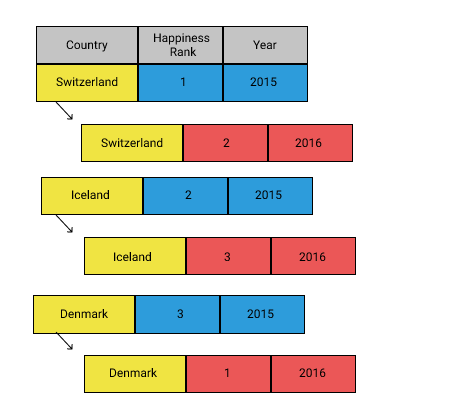 Country Happiness Rank Year
Switzerland 1 2015
Switzerland 2 2016
Iceland 2 2015
Iceland 3 2016
Denmark 3 2015
Denmark 1 2016